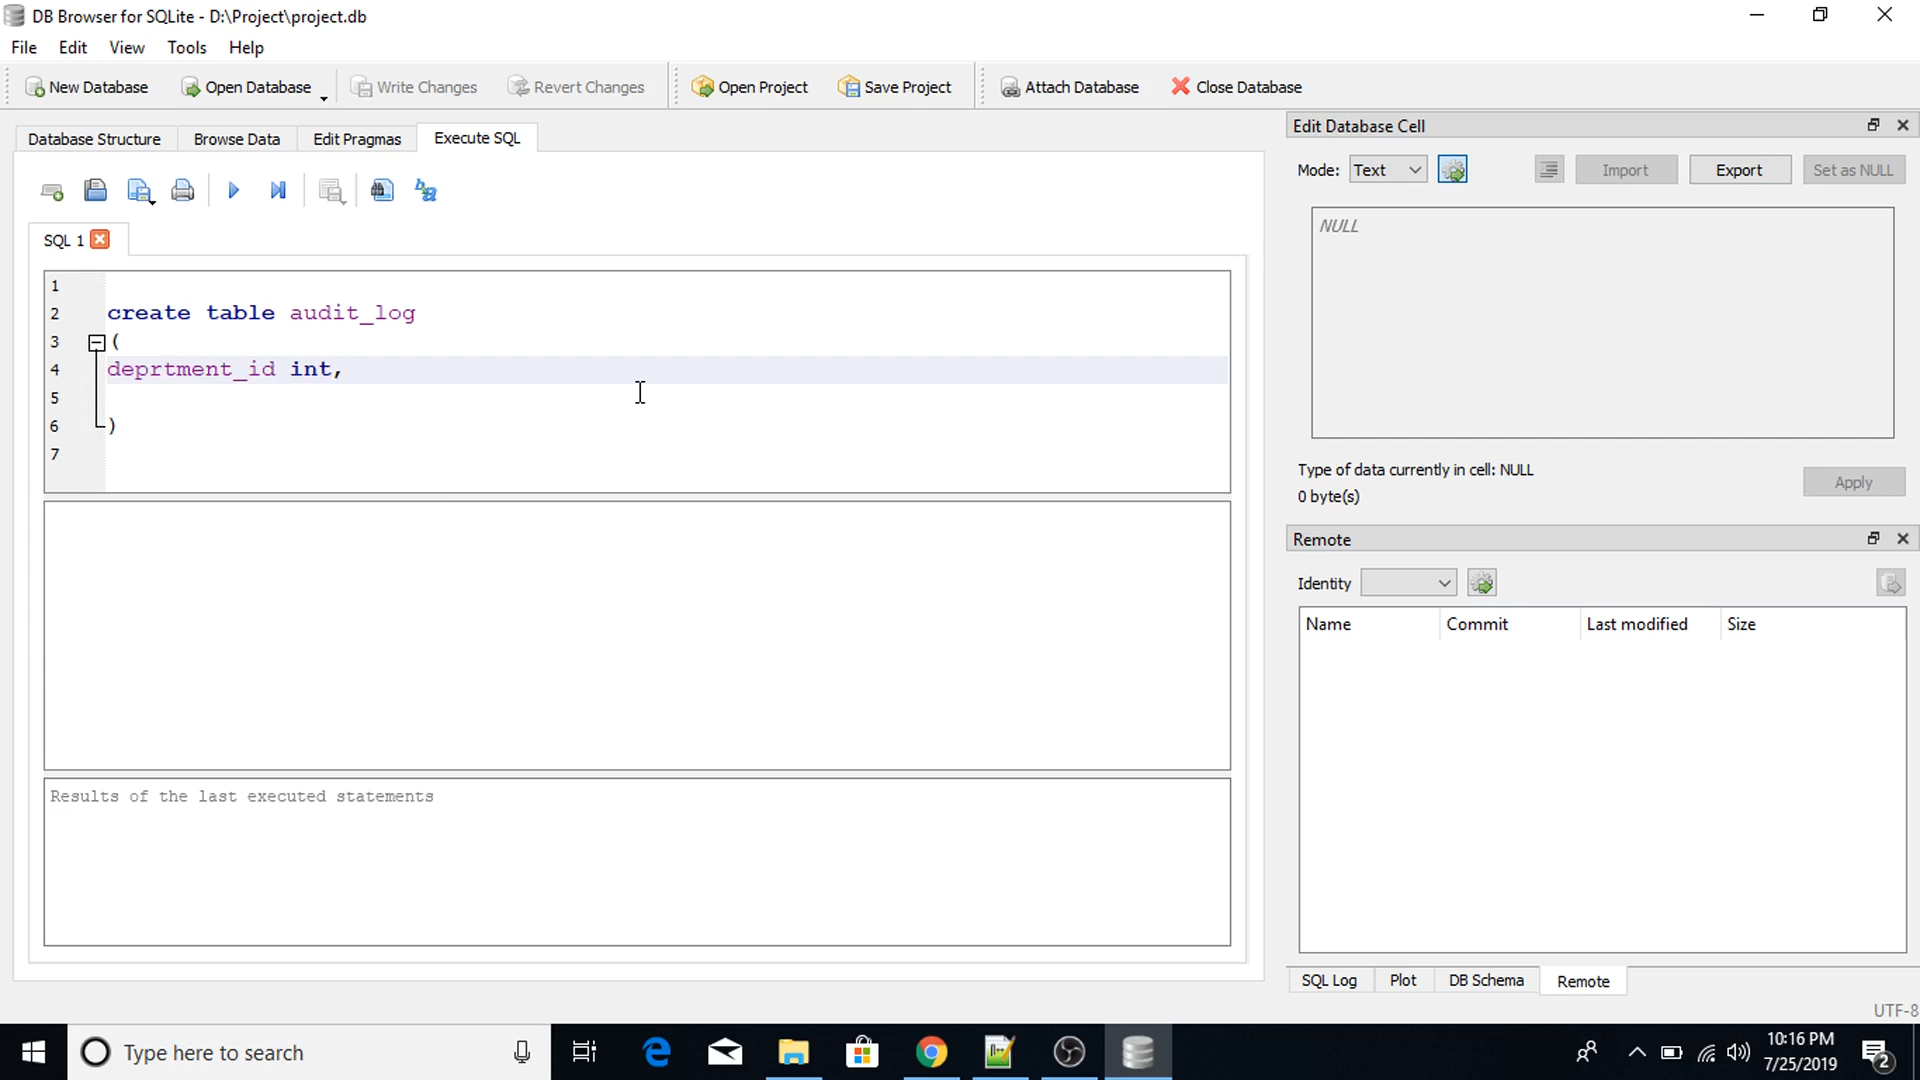 DB Browser for SQLite - D:\Project\project.db
File Edit View Tools Help
New Database Open Database Write Changes Revert Changes Open Project Save Project Attach Database Close Database
Database Structure Browse Data Edit Pragmas Execute SQL
SQL 1
1
2 create table audit_log
3 (
4 deprtment_id int,
5
6 )
7
Results of the last executed statements
Edit Database Cell
Mode: Text Import Export Set as NULL
NULL
Type of data currently in cell: NULL
0 byte(s)
Apply
Remote
Identity
Name Commit Last modified Size
SQL Log Plot DB Schema Remote
UTF-8
Type here to search
10:16 PM
7/25/2019
2